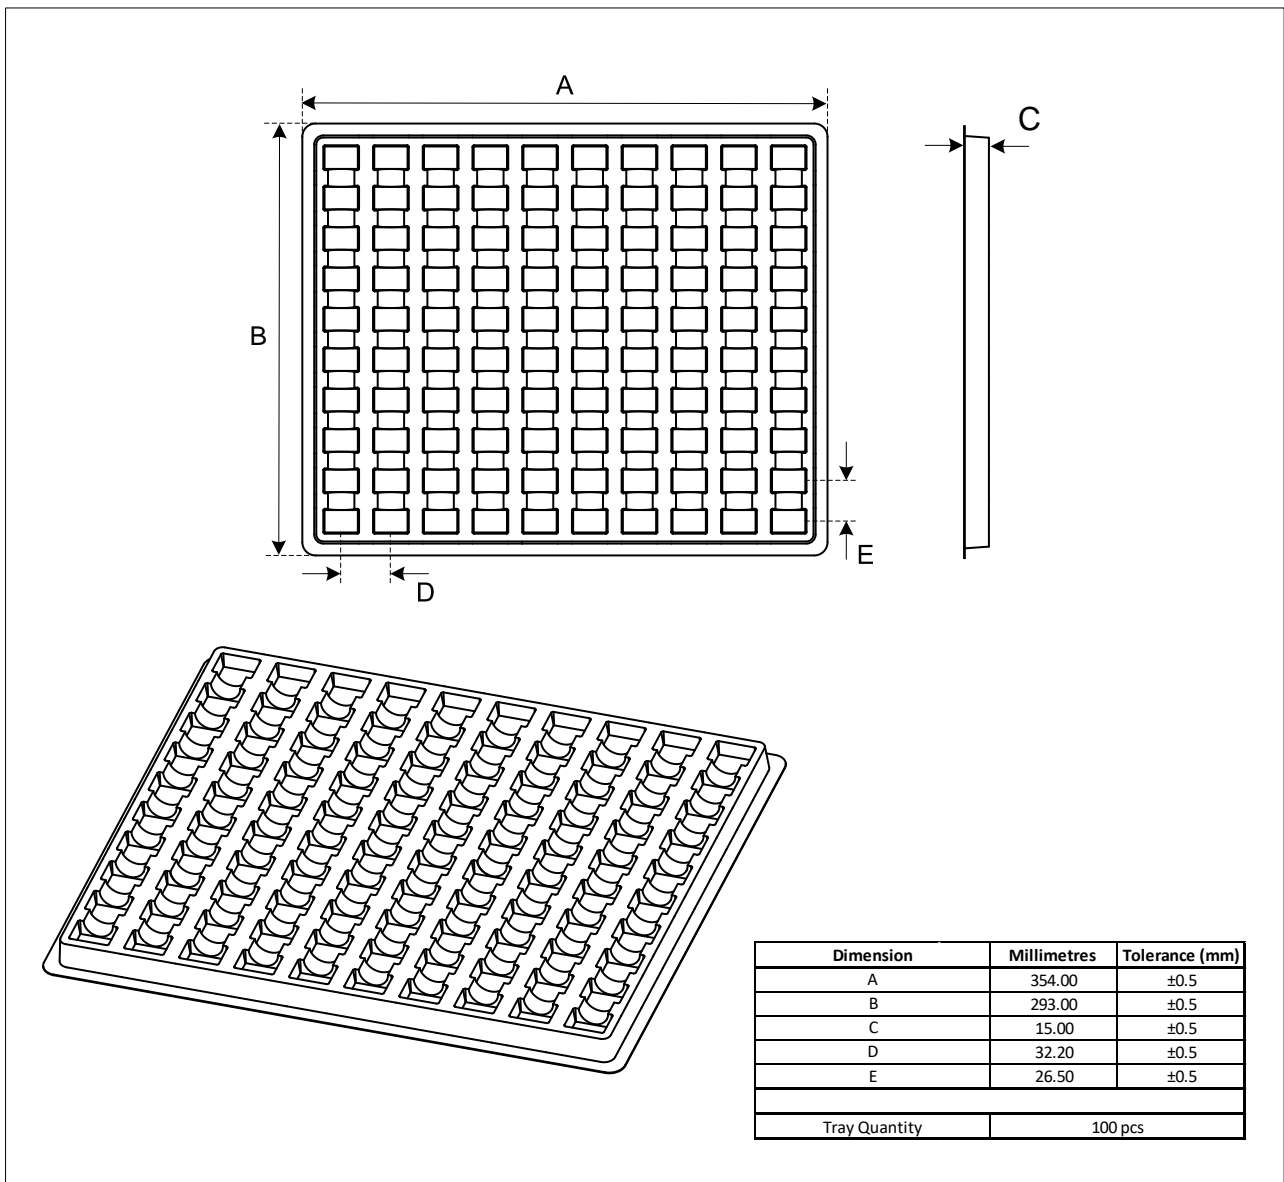 A
C
B
E
D
Dimension Millimetres Tolerance (mm)
A 354.00 ±0.5
B 293.00 ±0.5
C 15.00 ±0.5
D 32.20 ±0.5
E 26.50 ±0.5
Tray Quantity 100 pcs